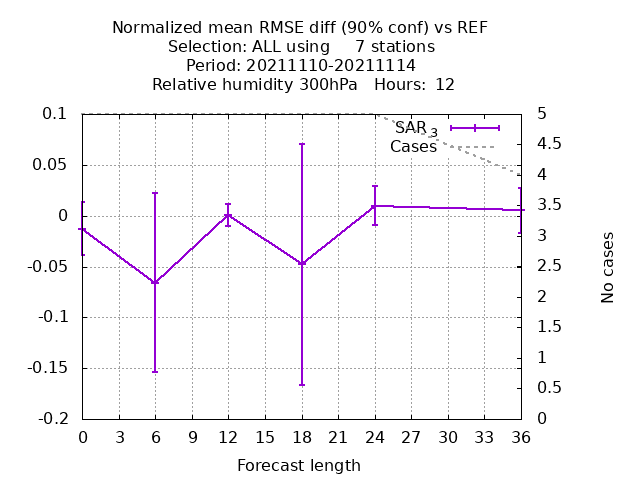 Normalized mean RMSE diff (90% conf) vs REF
Selection: ALL using     7 stations
Period: 20211110-20211114
Relative humidity 300hPa   Hours:  12
SAR 3
Cases
0.1
0.05
0
-0.05
-0.1
-0.15
-0.2
5
4.5
4
3.5
3
2.5
2
1.5
1
0.5
0
No cases
0 3 6 9 12 15 18 21 24 27 30 33 36
Forecast length